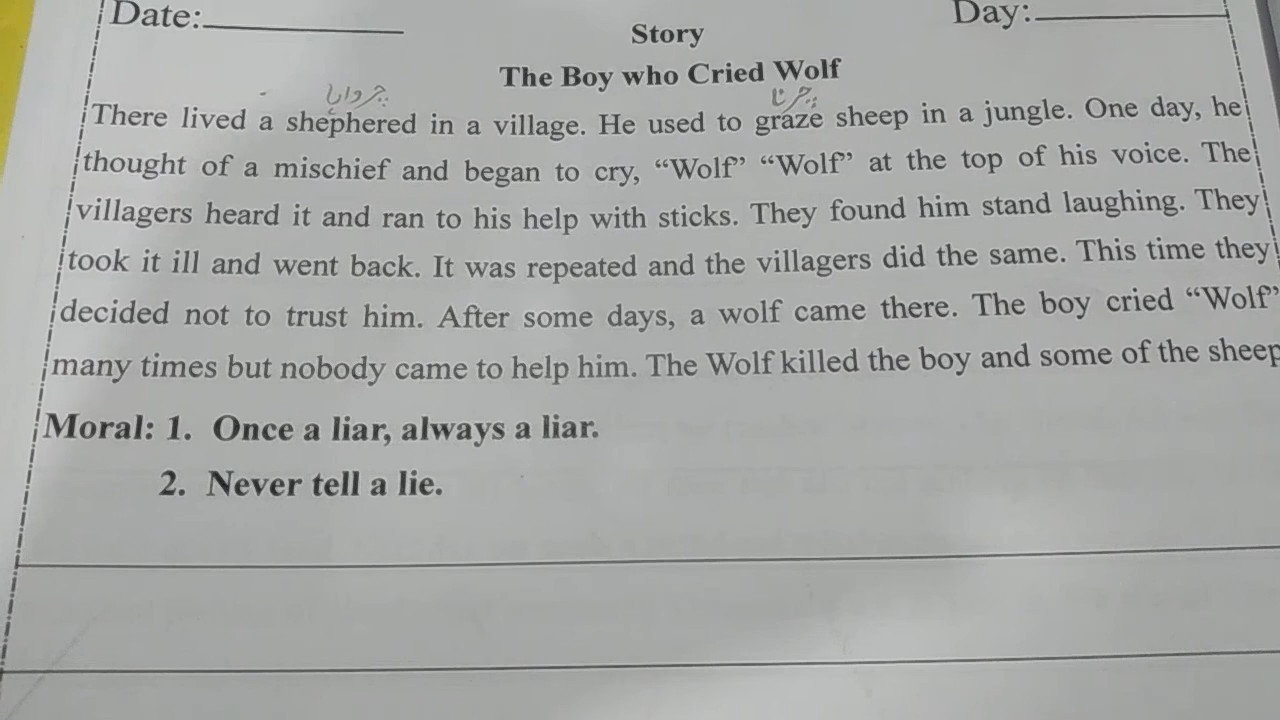 Date:__________ Day:__________
Story
The Boy who Cried Wolf
چرواہا چرنا
There lived a shephered in a village. He used to graze sheep in a jungle. One day, he
thought of a mischief and began to cry, “Wolf” “Wolf” at the top of his voice. The
villagers heard it and ran to his help with sticks. They found him stand laughing. They
took it ill and went back. It was repeated and the villagers did the same. This time they
decided not to trust him. After some days, a wolf came there. The boy cried “Wolf”
many times but nobody came to help him. The Wolf killed the boy and some of the sheep
Moral: 1. Once a liar, always a liar.
2. Never tell a lie.